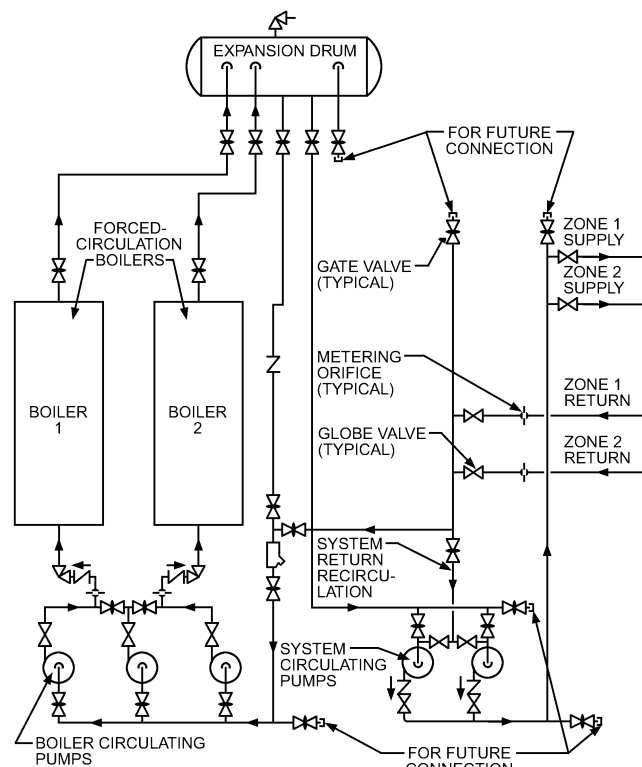 EXPANSION DRUM
FOR FUTURE
CONNECTION
FORCED-
CIRCULATION
BOILERS
GATE VALVE
(TYPICAL)
ZONE 1
SUPPLY
ZONE 2
SUPPLY
BOILER
1
BOILER
2
METERING
ORIFICE
(TYPICAL)
ZONE 1
RETURN
GLOBE VALVE
(TYPICAL)
ZONE 2
RETURN
SYSTEM
RETURN
RECIRCU-
LATION
SYSTEM
CIRCULATING
PUMPS
BOILER CIRCULATING
PUMPS
FOR FUTURE
CONNECTION